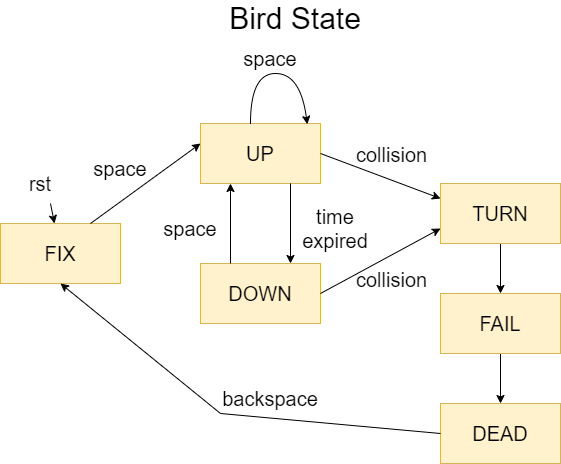 Bird State
space
UP
collision
space
rst
TURN
space
time
expired
FIX
DOWN
collision
FAIL
backspace
DEAD